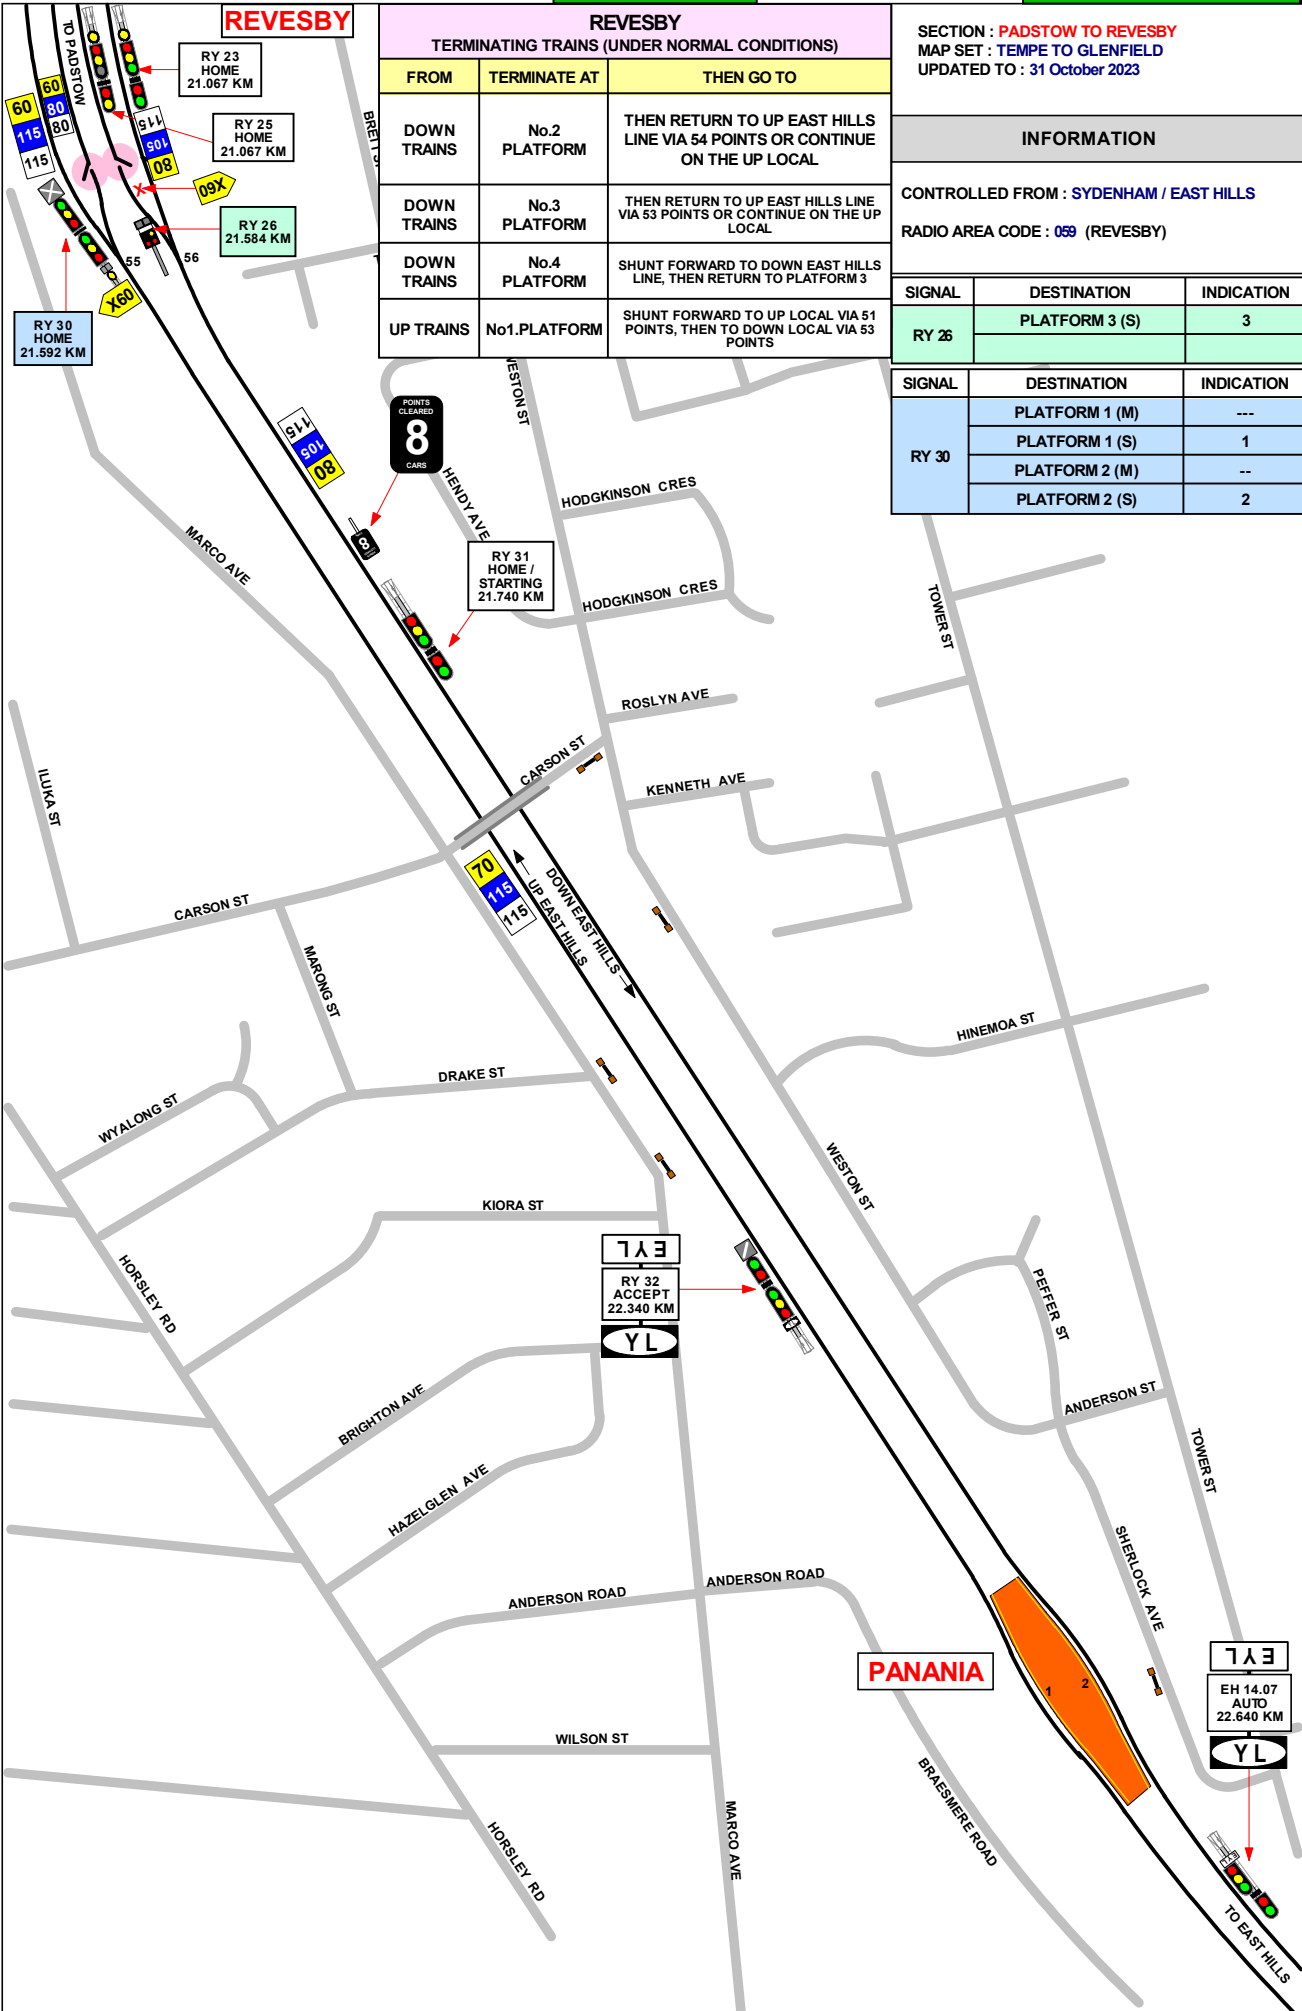 REVESBY
TO PADSTOW
RY 23
HOME
21.067 KM
RY 25
HOME
21.067 KM
RY 26
21.584 KM
RY 30
HOME
21.592 KM
60
115
115
60
80
80
115
105
80
X60
X60
55
56
REVESBY
TERMINATING TRAINS (UNDER NORMAL CONDITIONS)
FROM TERMINATE AT THEN GO TO
DOWN TRAINS No.2 PLATFORM THEN RETURN TO UP EAST HILLS
LINE VIA 54 POINTS OR CONTINUE
ON THE UP LOCAL
DOWN TRAINS No.3 PLATFORM THEN RETURN TO UP EAST HILLS LINE
VIA 53 POINTS OR CONTINUE ON THE UP
LOCAL
DOWN TRAINS No.4 PLATFORM SHUNT FORWARD TO DOWN EAST HILLS
LINE, THEN RETURN TO PLATFORM 3
UP TRAINS No1.PLATFORM SHUNT FORWARD TO UP LOCAL VIA 51
POINTS, THEN TO DOWN LOCAL VIA 53
POINTS
SECTION : PADSTOW TO REVESBY
MAP SET : TEMPE TO GLENFIELD
UPDATED TO : 31 October 2023
INFORMATION
CONTROLLED FROM : SYDENHAM / EAST HILLS
RADIO AREA CODE : 059 (REVESBY)
SIGNAL DESTINATION INDICATION
RY 26 PLATFORM 3 (S) 3
SIGNAL DESTINATION INDICATION
RY 30 PLATFORM 1 (M) ---
PLATFORM 1 (S) 1
PLATFORM 2 (M) --
PLATFORM 2 (S) 2
115
105
80
POINTS
CLEARED
8
CARS
8
RY 31
HOME /
STARTING
21.740 KM
WESTON ST
HENDY AVE
HODGKINSON CRES
HODGKINSON CRES
MARCO AVE
TOWER ST
ROSLYN AVE
CARSON ST
KENNETH AVE
ILUKA ST
CARSON ST
70
115
115
DOWN EAST HILLS
UP EAST HILLS
MARONG ST
HINEMOA ST
DRAKE ST
WYALONG ST
WESTON ST
KIORA ST
HORSLEY RD
EYL
RY 32
ACCEPT
22.340 KM
YL
PEFFER ST
ANDERSON ST
BRIGHTON AVE
TOWER ST
HAZELGLEN AVE
SHERLOCK AVE
ANDERSON ROAD
ANDERSON ROAD
PANANIA
1
2
EYL
EH 14.07
AUTO
22.640 KM
YL
WILSON ST
BRAESMERE ROAD
MARCO AVE
HORSLEY RD
TO EAST HILLS